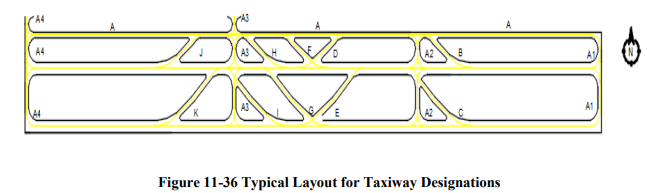 A4 A3
A A A
A4 J A3 H F D A2 B A1
N
A4 K A3 I G E A2 C A1
Figure 11-36 Typical Layout for Taxiway Designations